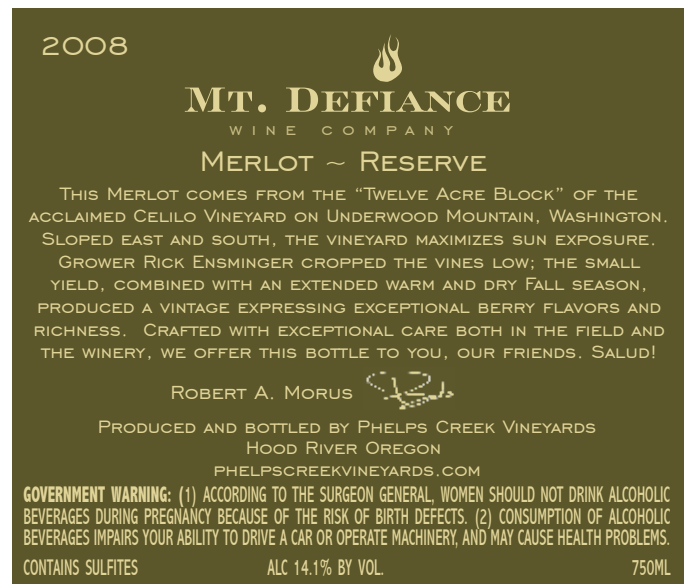 2008
MT. DEFIANCE
WINE COMPANY
MERLOT ~ RESERVE
THIS MERLOT COMES FROM THE “TWELVE ACRE BLOCK” OF THE
ACCLAIMED CELILO VINEYARD ON UNDERWOOD MOUNTAIN, WASHINGTON.
SLOPED EAST AND SOUTH, THE VINEYARD MAXIMIZES SUN EXPOSURE.
GROWER RICK ENSMINGER CROPPED THE VINES LOW; THE SMALL
YIELD, COMBINED WITH AN EXTENDED WARM AND DRY FALL SEASON,
PRODUCED A VINTAGE EXPRESSING EXCEPTIONAL BERRY FLAVORS AND
RICHNESS. CRAFTED WITH EXCEPTIONAL CARE BOTH IN THE FIELD AND
THE WINERY, WE OFFER THIS BOTTLE TO YOU, OUR FRIENDS. SALUD!
ROBERT A. MORUS
PRODUCED AND BOTTLED BY PHELPS CREEK VINEYARDS
HOOD RIVER OREGON
PHELPSCREEKVINEYARDS.COM
GOVERNMENT WARNING: (1) ACCORDING TO THE SURGEON GENERAL, WOMEN SHOULD NOT DRINK ALCOHOLIC
BEVERAGES DURING PREGNANCY BECAUSE OF THE RISK OF BIRTH DEFECTS. (2) CONSUMPTION OF ALCOHOLIC
BEVERAGES IMPAIRS YOUR ABILITY TO DRIVE A CAR OR OPERATE MACHINERY, AND MAY CAUSE HEALTH PROBLEMS.
CONTAINS SULFITES ALC 14.1% BY VOL. 750ML